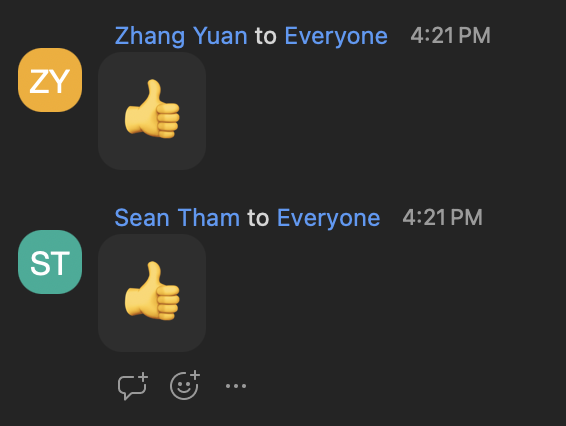 Zhang Yuan to Everyone 4:21 PM
ZY
👍
Sean Tham to Everyone 4:21 PM
ST
👍